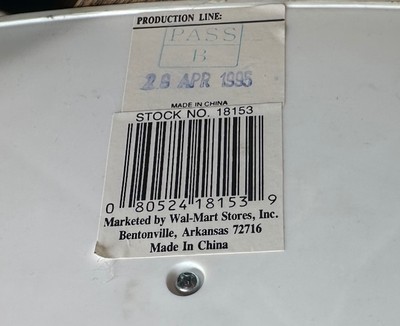 PRODUCTION LINE:
PASS
B
28 APR 1995
MADE IN CHINA
STOCK NO. 18153
0 80524 18153 9
Marketed by Wal-Mart Stores, Inc.
Bentonville, Arkansas 72716
Made In China